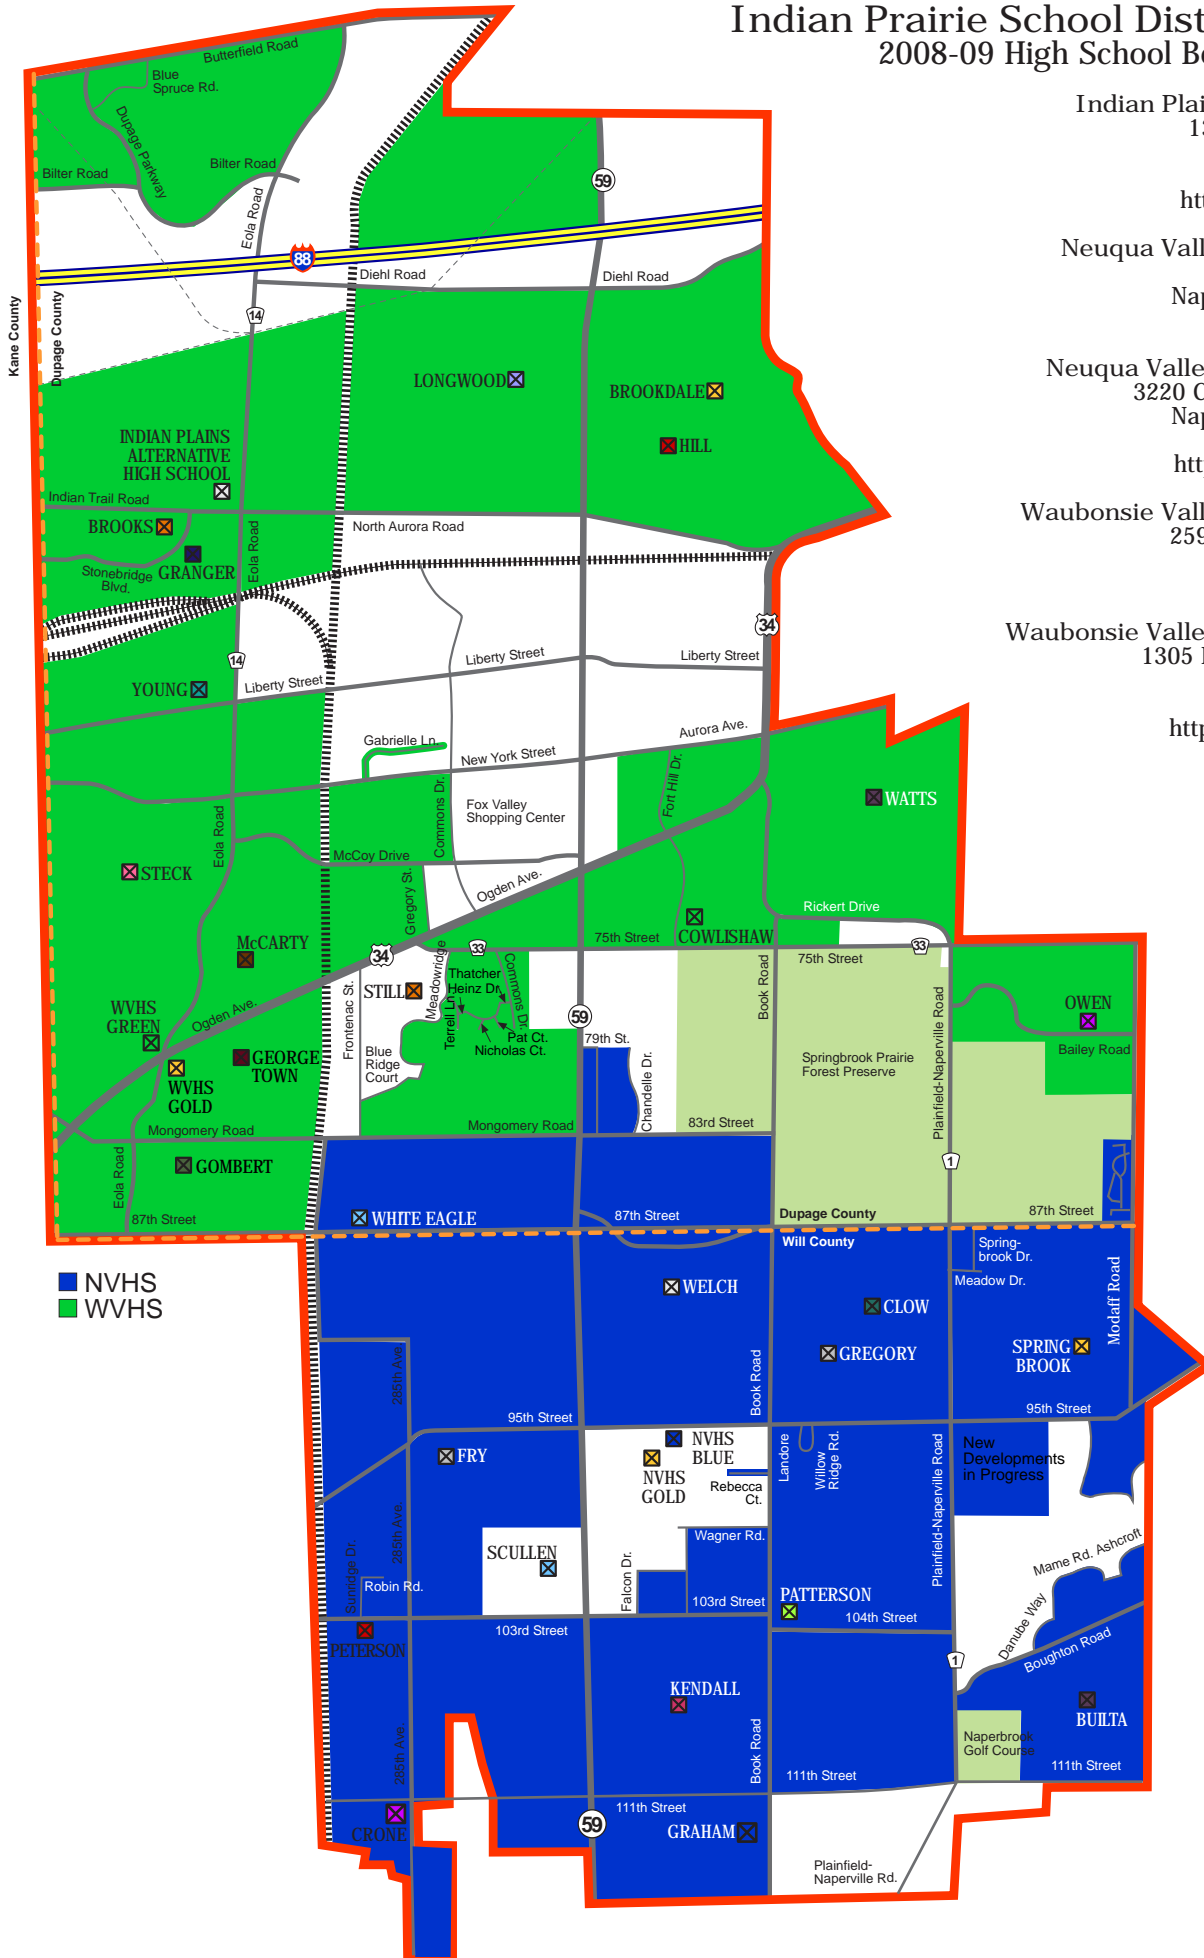 Indian Prairie School Dist
2008-09 High School Bo
Indian Plai
htt
Neuqua Vall
Nap
Neuqua Valle
3220 C
Nap
htt
Waubonsie Vall
259
Waubonsie Valle
1305
http
Butterfield Road
Blue
Spruce Rd.
Dupage Parkway
Bilter Road
Bilter Road
Eola Road
59
88
Diehl Road
Diehl Road
14
Kane County
Dupage County
LONGWOOD
BROOKDALE
HILL
INDIAN PLAINS
ALTERNATIVE
HIGH SCHOOL
Indian Trail Road
North Aurora Road
BROOKS
GRANGER
Stonebridge
Blvd.
Eola Road
34
14
YOUNG
Liberty Street
Liberty Street
Liberty Street
Gabrielle Ln.
New York Street
Aurora Ave.
Commons Dr.
Fox Valley
Shopping Center
Fort Hill Dr.
WATTS
Eola Road
McCoy Drive
STECK
Gregory St.
Ogden Ave.
Rickert Drive
COWLISHAW
75th Street
33
33
75th Street
McCARTY
34
STILL
Meadowridge
Thatcher
Heinz Dr.
Commons Dr.
Terrell Ln.
Pat Ct.
Nicholas Ct.
Frontenac St.
Blue
Ridge
Court
Book Road
59
79th St.
Chandelle Dr.
Springbrook Prairie
Forest Preserve
Plainfield-Naperville Road
OWEN
Bailey Road
WVHS
GREEN
Ogden Ave.
WVHS
GOLD
GEORGE
TOWN
Mongomery Road
Mongomery Road
83rd Street
GOMBERT
Eola Road
1
87th Street
WHITE EAGLE
87th Street
Dupage County
87th Street
Will County
Spring-
brook Dr.
Meadow Dr.
Modaff Road
NVHS
WVHS
WELCH
CLOW
GREGORY
SPRING
BROOK
285th Ave.
Book Road
95th Street
95th Street
FRY
NVHS
BLUE
NVHS
GOLD
Rebecca
Ct.
Landore
Willow
Ridge Rd.
Plainfield-Naperville Road
New
Developments
in Progress
285th Ave.
Wagner Rd.
Mame Rd. Ashcroft
SCULLEN
Sunridge Dr.
Robin Rd.
Falcon Dr.
103rd Street
PATTERSON
104th Street
103rd Street
PETERSON
Danube Way
Boughton Road
1
KENDALL
BUILTA
285th Ave.
Book Road
Naperbrook
Golf Course
111th Street
111th Street
111th Street
CRONE
59
GRAHAM
Plainfield-
Naperville Rd.